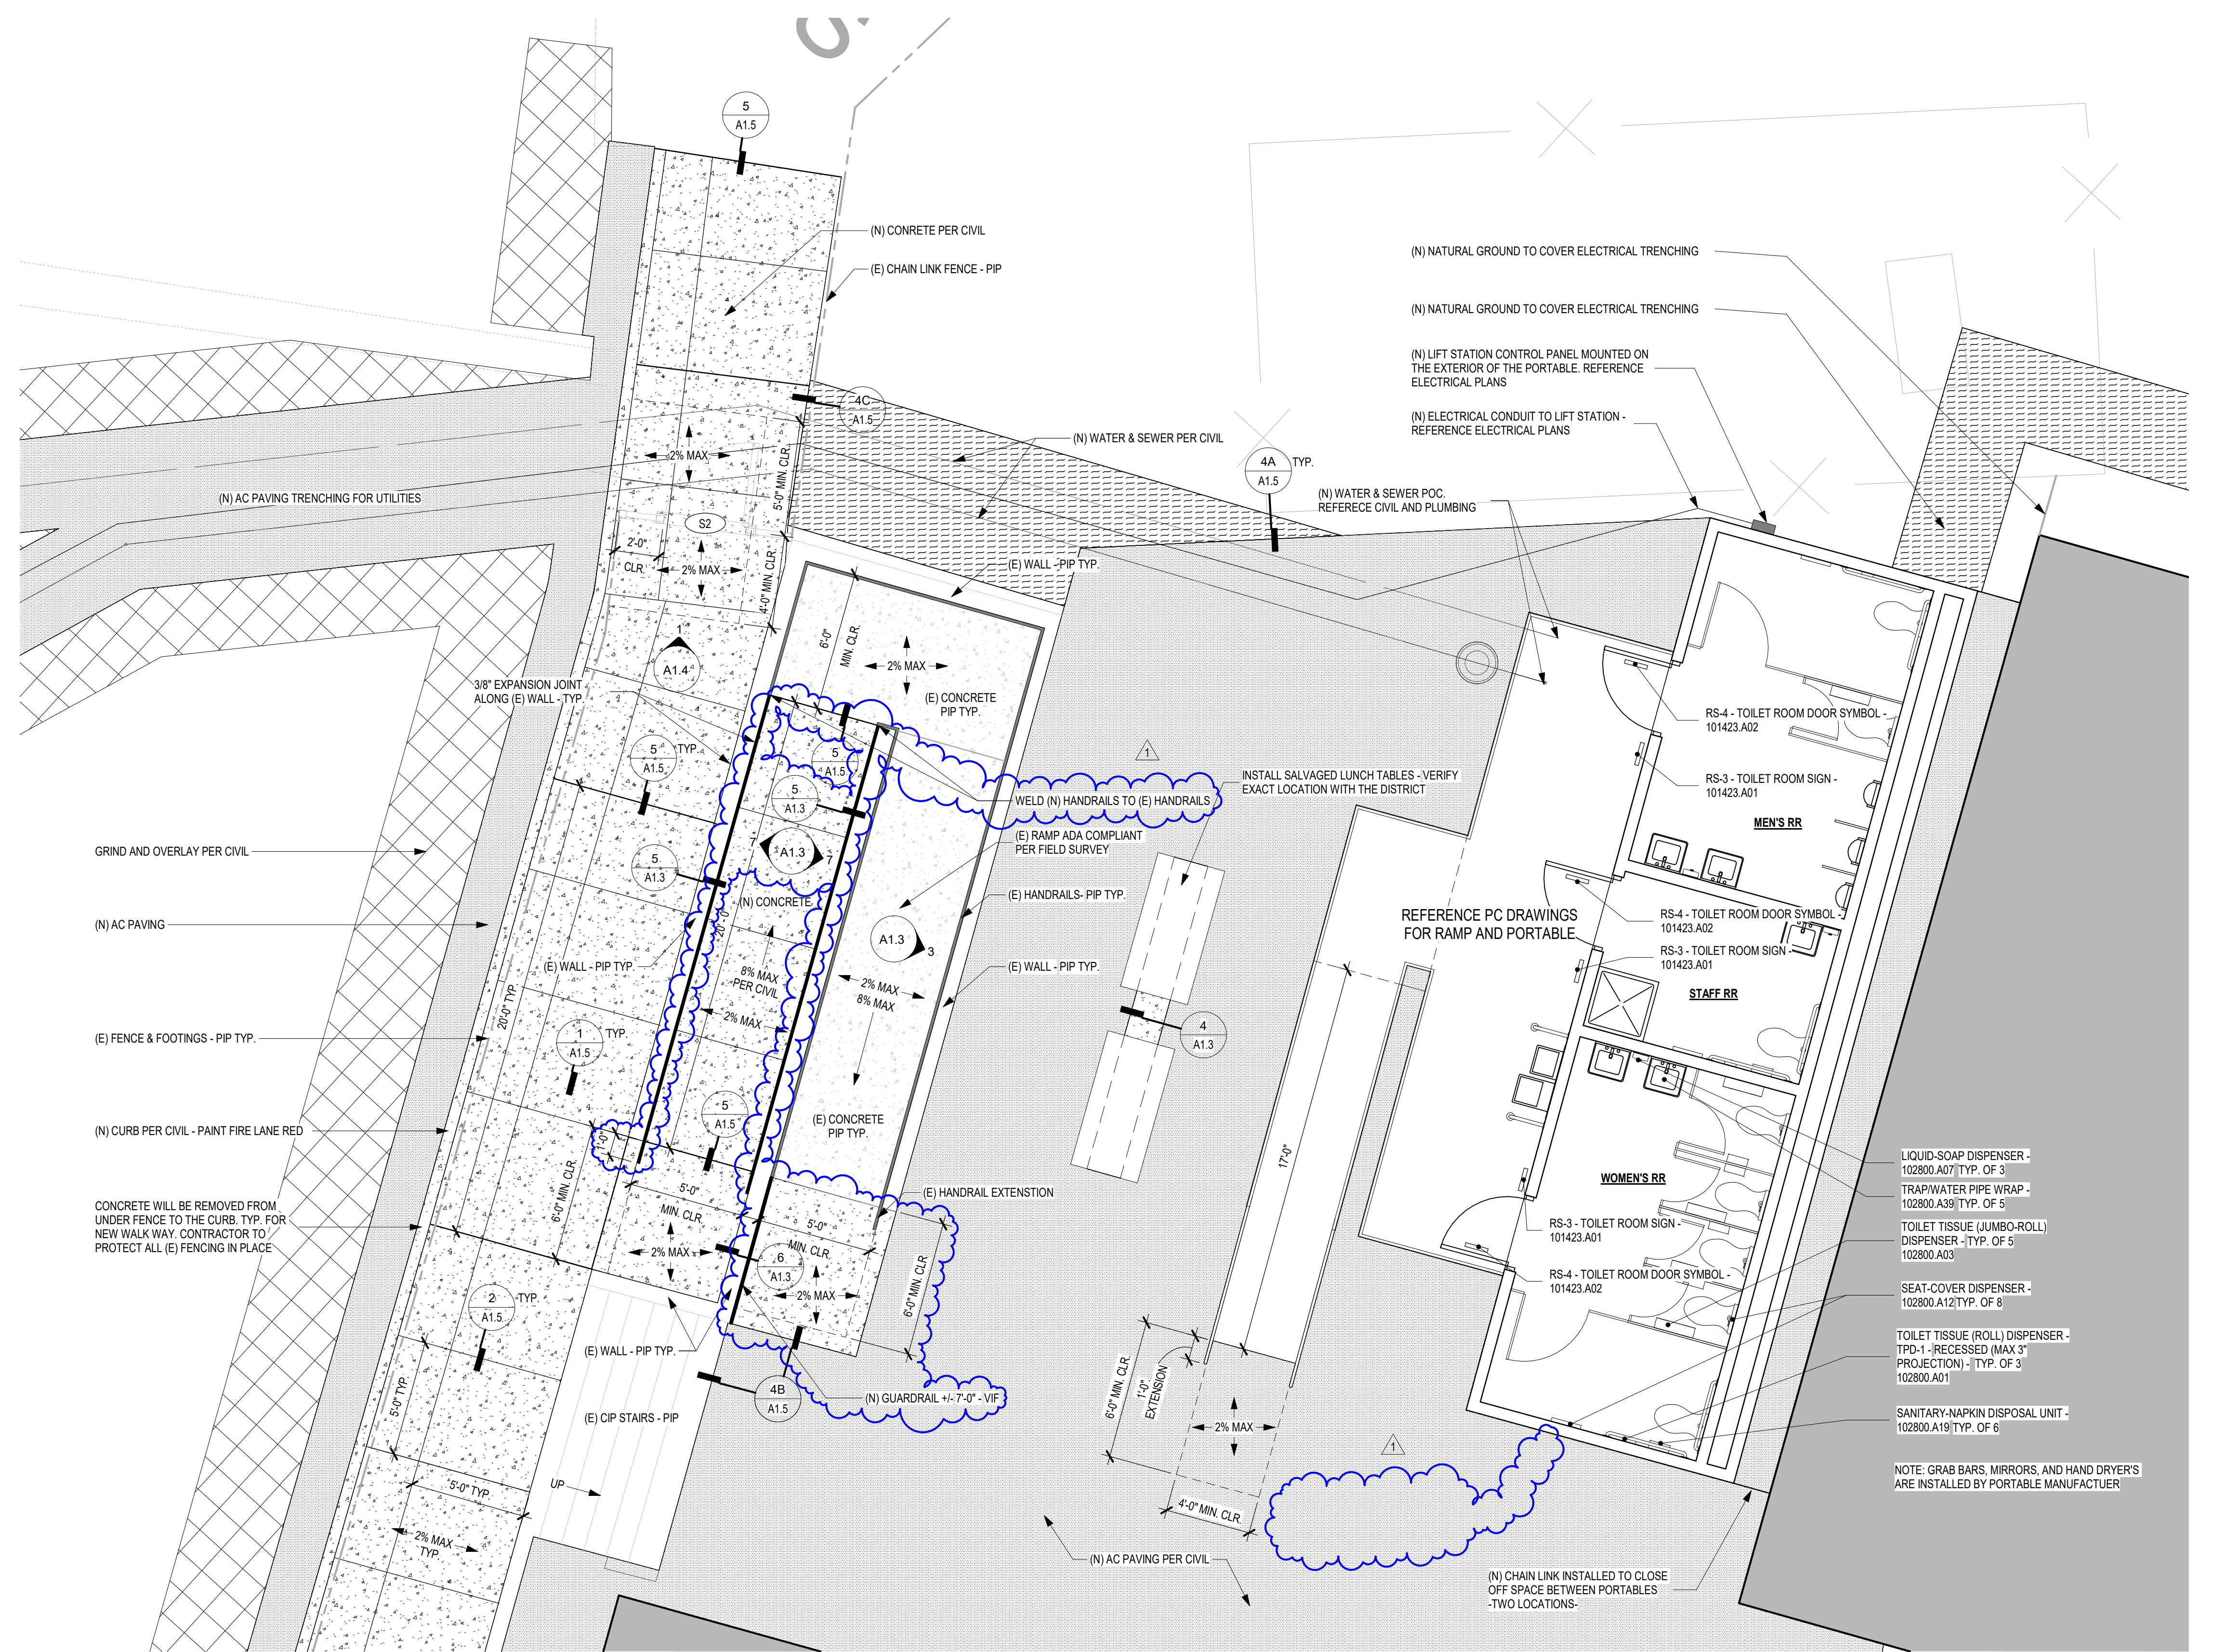 5
A1.5
(N) CONRETE PER CIVIL
(E) CHAIN LINK FENCE - PIP
(N) NATURAL GROUND TO COVER ELECTRICAL TRENCHING
(N) NATURAL GROUND TO COVER ELECTRICAL TRENCHING
(N) LIFT STATION CONTROL PANEL MOUNTED ON
THE EXTERIOR OF THE PORTABLE. REFERENCE
ELECTRICAL PLANS
(N) ELECTRICAL CONDUIT TO LIFT STATION -
REFERENCE ELECTRICAL PLANS
4C
A1.5
(N) WATER & SEWER PER CIVIL
4A
A1.5
TYP.
(N) WATER & SEWER POC.
REFERECE CIVIL AND PLUMBING
2% MAX
5'-0" MIN. CLR.
(N) AC PAVING TRENCHING FOR UTILITIES
S2
2'-0"
CLR.
2% MAX
4'-0" MIN. CLR.
(E) WALL - PIP TYP.
1
A1.4
6'-0"
MIN. CLR.
2% MAX
(E) CONCRETE
PIP TYP.
3/8" EXPANSION JOINT
ALONG (E) WALL - TYP.
5
A1.5
TYP.
5
A1.5
5
A1.3
1
INSTALL SALVAGED LUNCH TABLES - VERIFY
EXACT LOCATION WITH THE DISTRICT
WELD (N) HANDRAILS TO (E) HANDRAILS
(E) RAMP ADA COMPLIANT
PER FIELD SURVEY
RS-4 - TOILET ROOM DOOR SYMBOL -
101423.A02
RS-3 - TOILET ROOM SIGN -
101423.A01
MEN'S RR
GRIND AND OVERLAY PER CIVIL
5
A1.3
7
A1.3
7
(N) CONCRETE
(E) HANDRAILS- PIP TYP.
REFERENCE PC DRAWINGS
FOR RAMP AND PORTABLE
RS-4 - TOILET ROOM DOOR SYMBOL -
101423.A02
RS-3 - TOILET ROOM SIGN -
101423.A01
STAFF RR
(N) AC PAVING
20'-0"
A1.3
3
(E) WALL - PIP TYP.
(E) WALL - PIP TYP.
8% MAX
PER CIVIL
2% MAX
2% MAX
8% MAX
20'-0" TYP.
(E) FENCE & FOOTINGS - PIP TYP.
1
A1.5
TYP.
4
A1.3
5
A1.5
(E) CONCRETE
PIP TYP.
(N) CURB PER CIVIL - PAINT FIRE LANE RED
1'-0"
17'-0"
LIQUID-SOAP DISPENSER -
102800.A07 TYP. OF 3
TRAP/WATER PIPE WRAP -
102800.A39 TYP. OF 5
WOMEN'S RR
6'-0" MIN. CLR.
5'-0"
MIN. CLR.
(E) HANDRAIL EXTENSTION
5'-0"
MIN. CLR.
CONCRETE WILL BE REMOVED FROM
UNDER FENCE TO THE CURB. TYP. FOR
NEW WALK WAY. CONTRACTOR TO
PROTECT ALL (E) FENCING IN PLACE
RS-3 - TOILET ROOM SIGN -
101423.A01
TOILET TISSUE (JUMBO-ROLL)
DISPENSER - TYP. OF 5
102800.A03
2% MAX
6
A1.3
2% MAX
6'-0" MIN. CLR
RS-4 - TOILET ROOM DOOR SYMBOL -
101423.A02
SEAT-COVER DISPENSER -
102800.A12 TYP. OF 8
2
A1.5
TYP.
(E) WALL - PIP TYP.
TOILET TISSUE (ROLL) DISPENSER -
TPD-1 - RECESSED (MAX 3"
PROJECTION) - TYP. OF 3
102800.A01
4B
A1.5
(N) GUARDRAIL +/- 7'-0" - VIF
6'-0" MIN. CLR.
1'-0"
EXTENSION
5'-0" TYP.
(E) CIP STAIRS - PIP
2% MAX
1
SANITARY-NAPKIN DISPOSAL UNIT -
102800.A19 TYP. OF 6
UP
5'-0" TYP.
4'-0" MIN. CLR.
NOTE: GRAB BARS, MIRRORS, AND HAND DRYER'S
ARE INSTALLED BY PORTABLE MANUFACTUER
2% MAX
TYP
(N) AC PAVING PER CIVIL
(N) CHAIN LINK INSTALLED TO CLOSE
OFF SPACE BETWEEN PORTABLES
-TWO LOCATIONS-